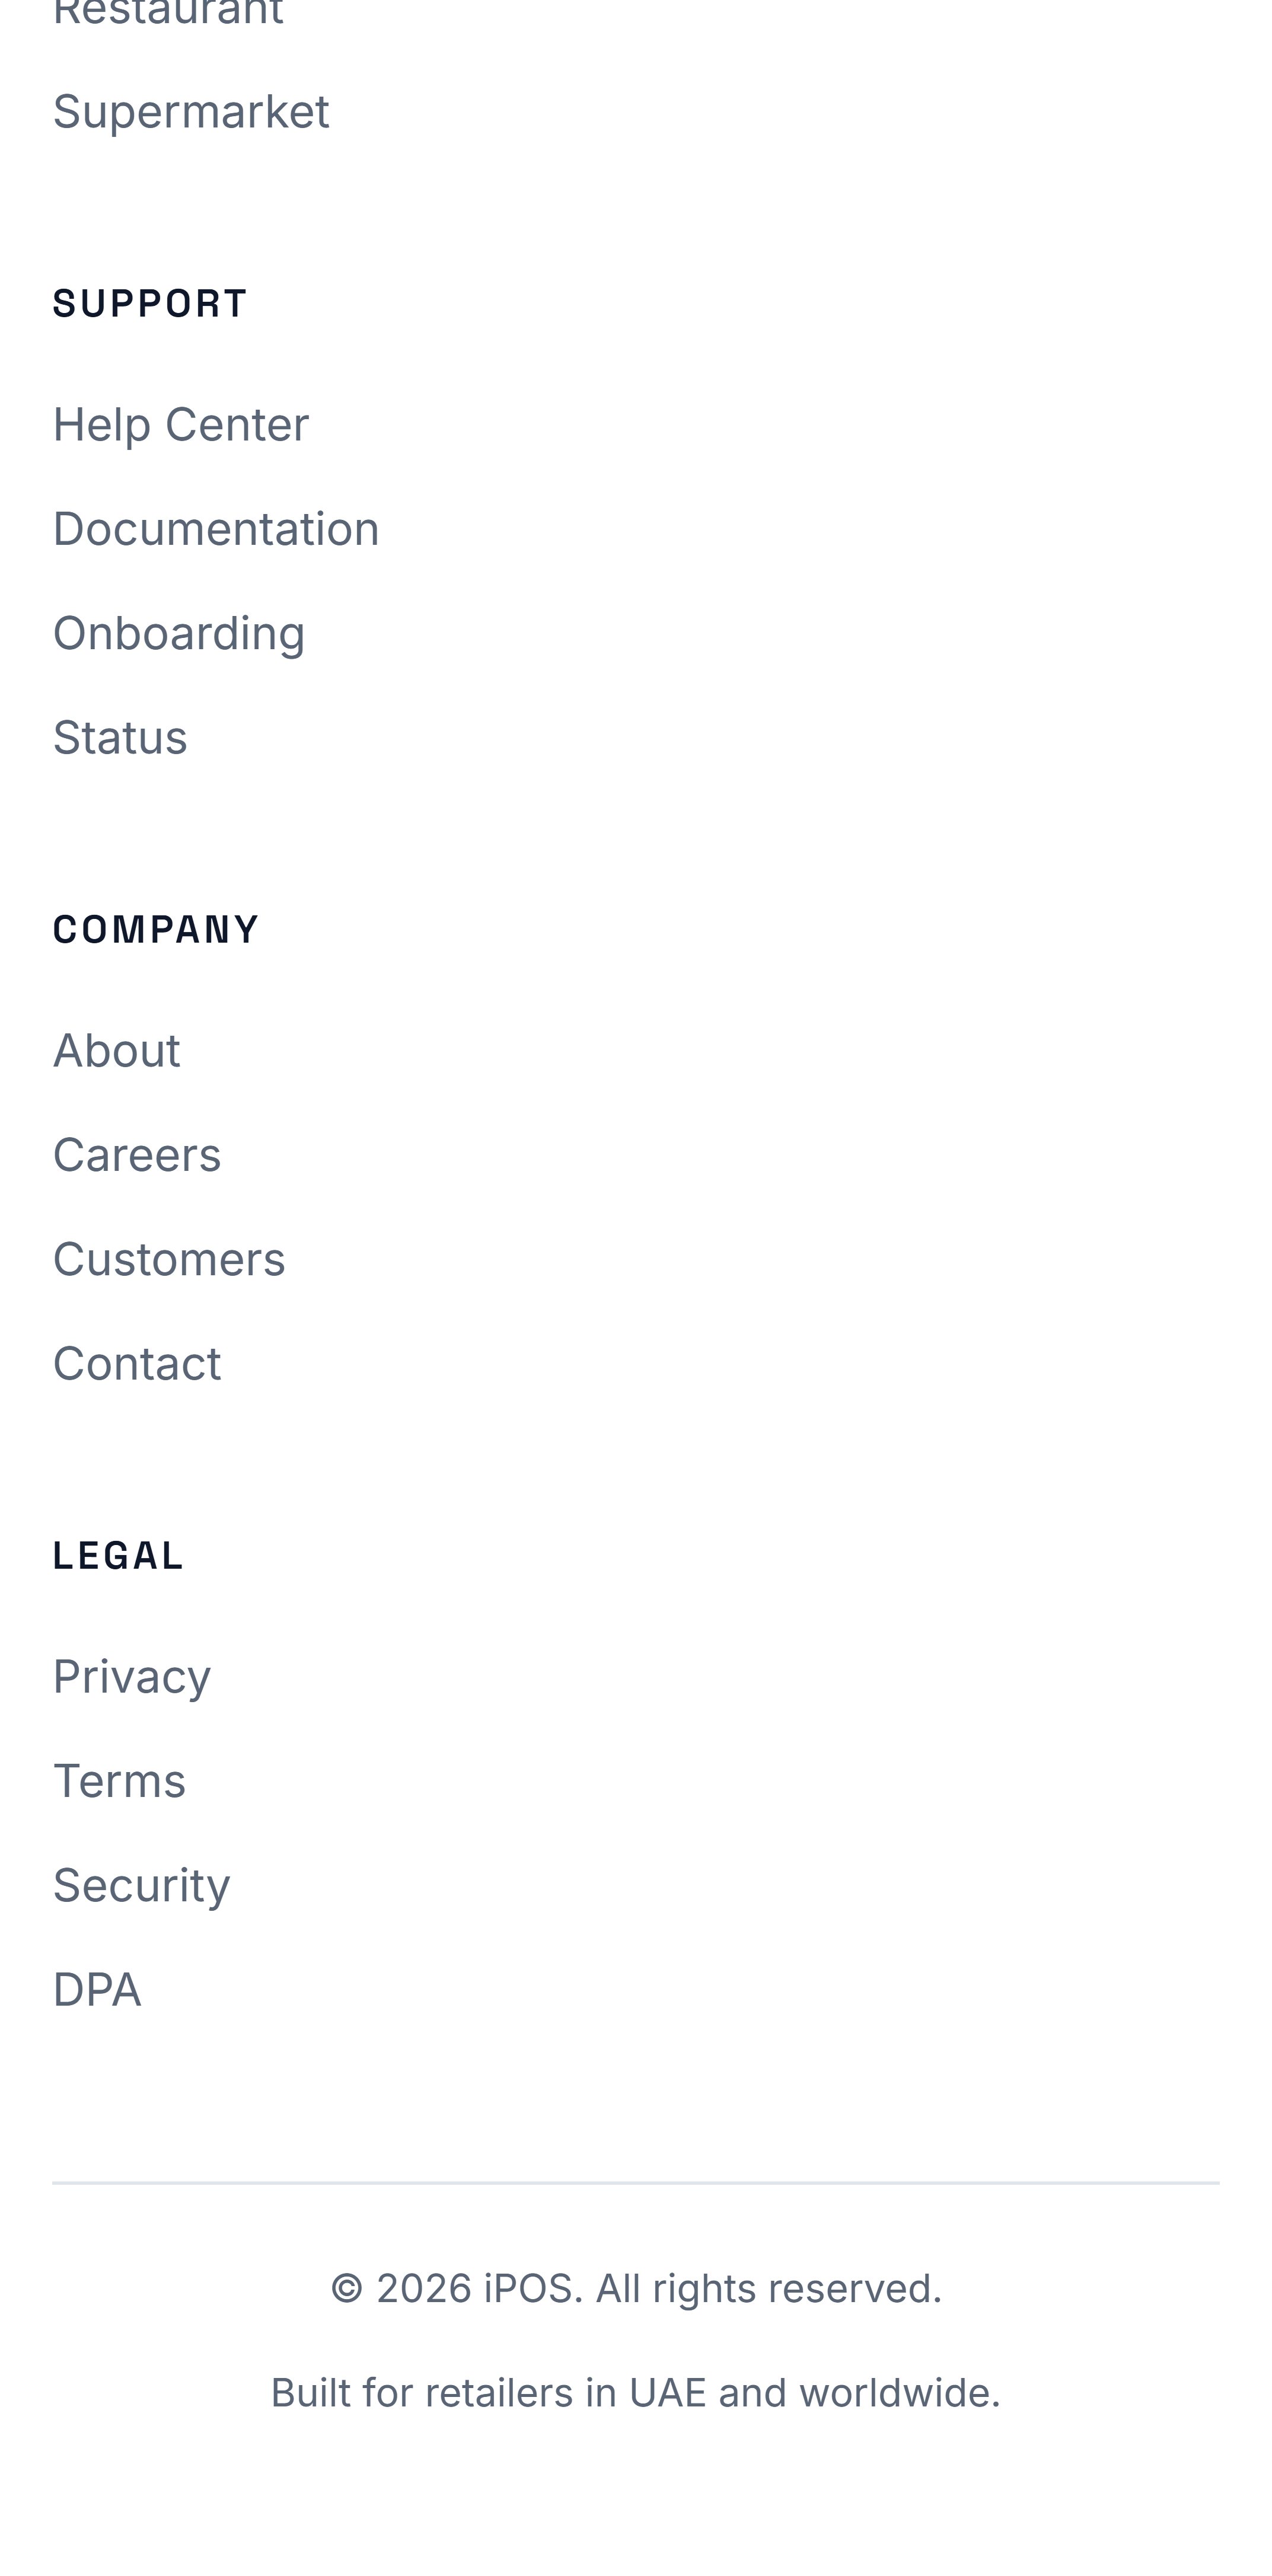 Restaurant
Supermarket
SUPPORT
Help Center
Documentation
Onboarding
Status
COMPANY
About
Careers
Customers
Contact
LEGAL
Privacy
Terms
Security
DPA
© 2026 iPOS. All rights reserved.
Built for retailers in UAE and worldwide.